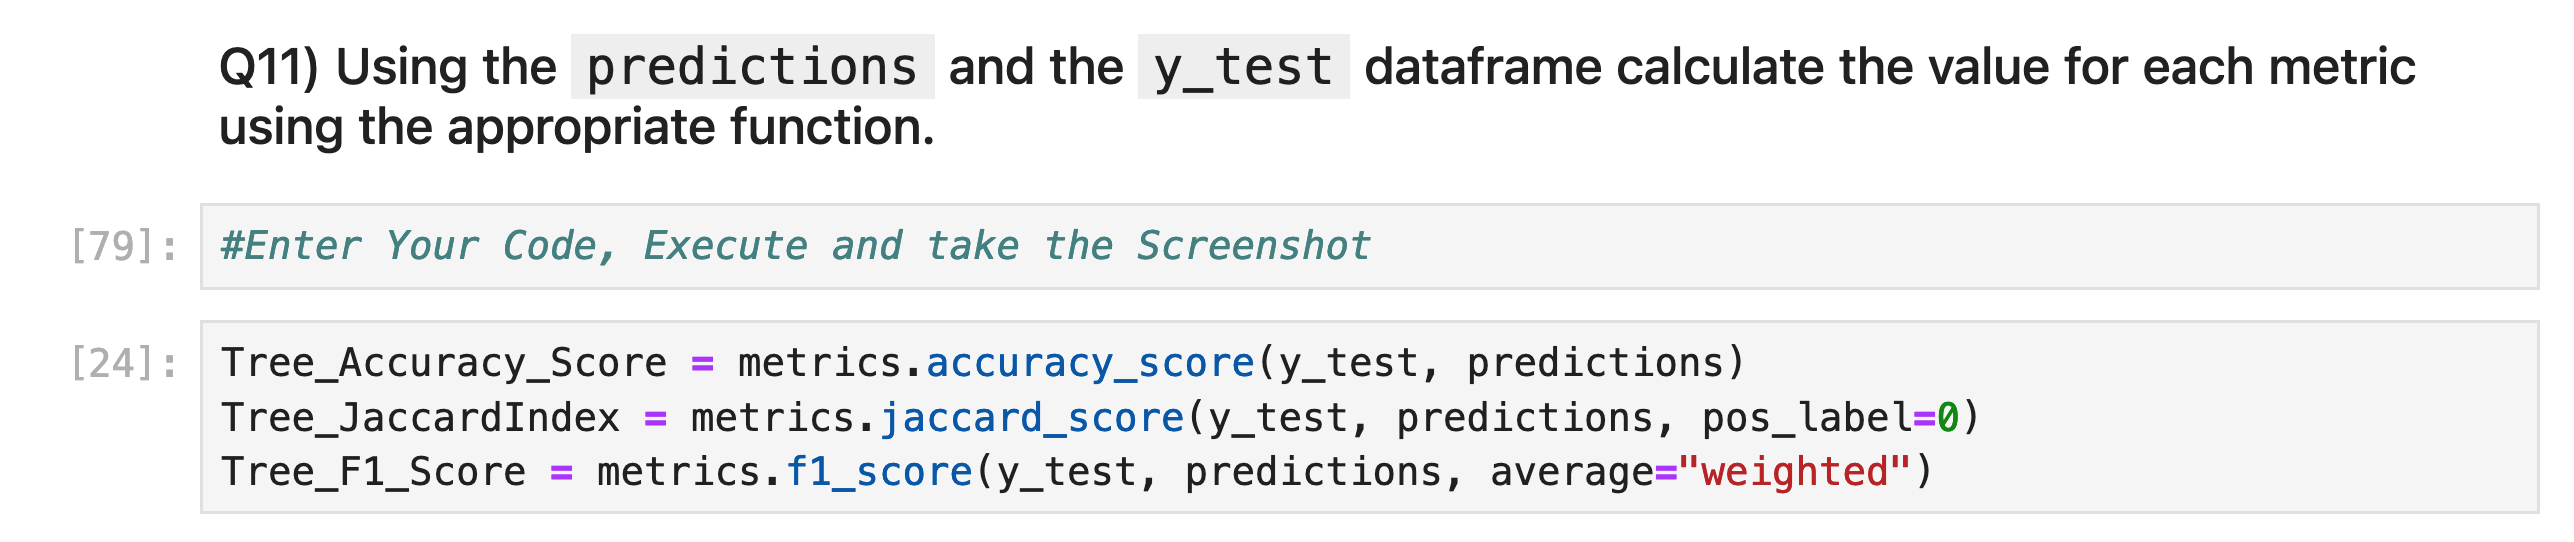 Q11) Using the predictions and the y_test dataframe calculate the value for each metric
using the appropriate function.
[79]: #Enter Your Code, Execute and take the Screenshot
[24]: Tree_Accuracy_Score = metrics.accuracy_score(y_test, predictions)
Tree_JaccardIndex = metrics.jaccard_score(y_test, predictions, pos_label=0)
Tree_F1_Score = metrics.f1_score(y_test, predictions, average="weighted")